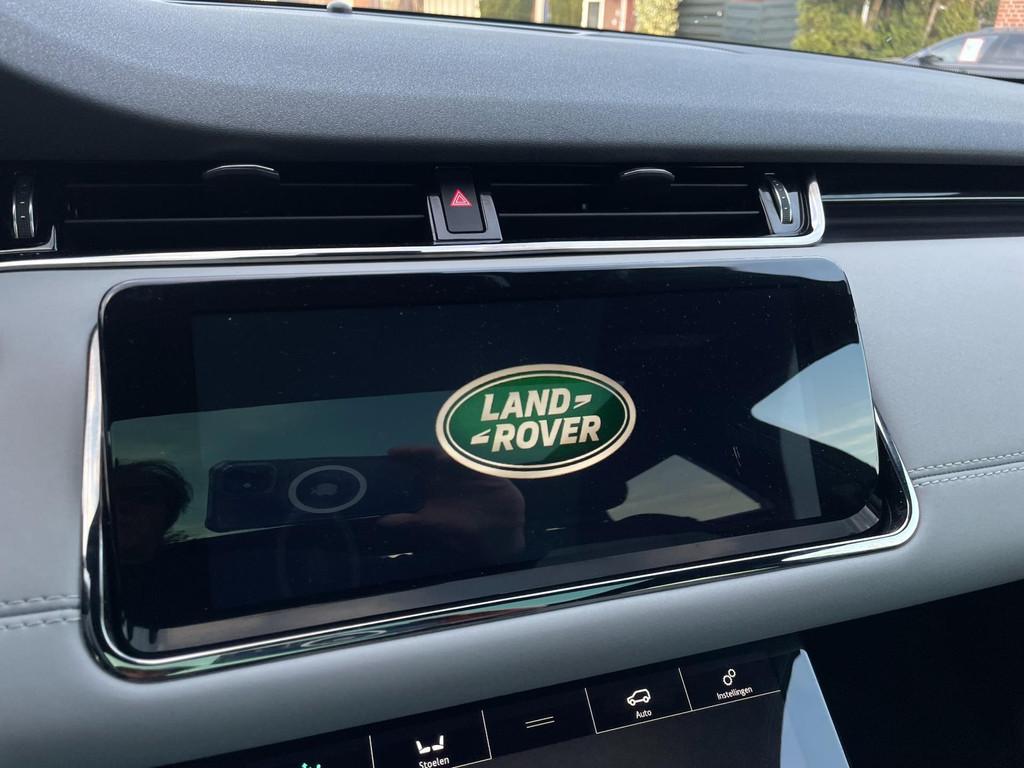 LAND
ROVER
Stoelen
Auto
Instellingen